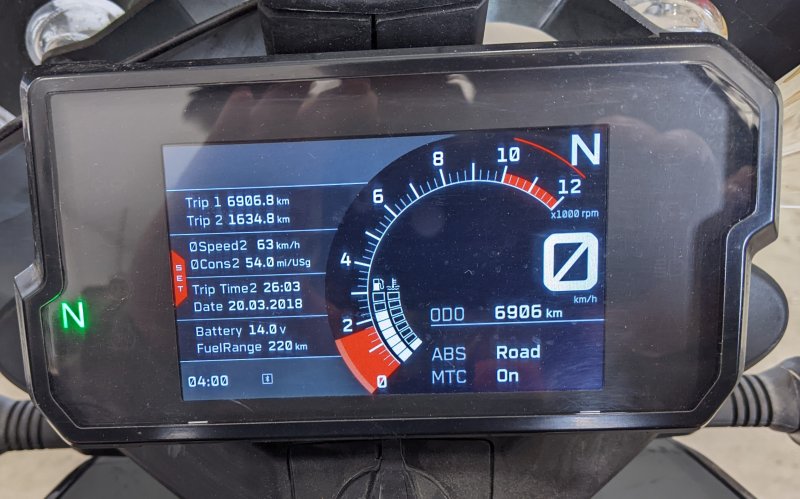 Trip 1 6906.8 km
Trip 2 1634.8 km
ØSpeed2 63 km/h
ØCons2 54.0 mi/USg
SET
Trip Time2 26:03
Date 20.03.2018
Battery 14.0 v
FuelRange 220 km
04:00
N
0
2
4
6
8
10
12
x1000 rpm
N
0
km/h
ODO 6906 km
ABS Road
MTC On